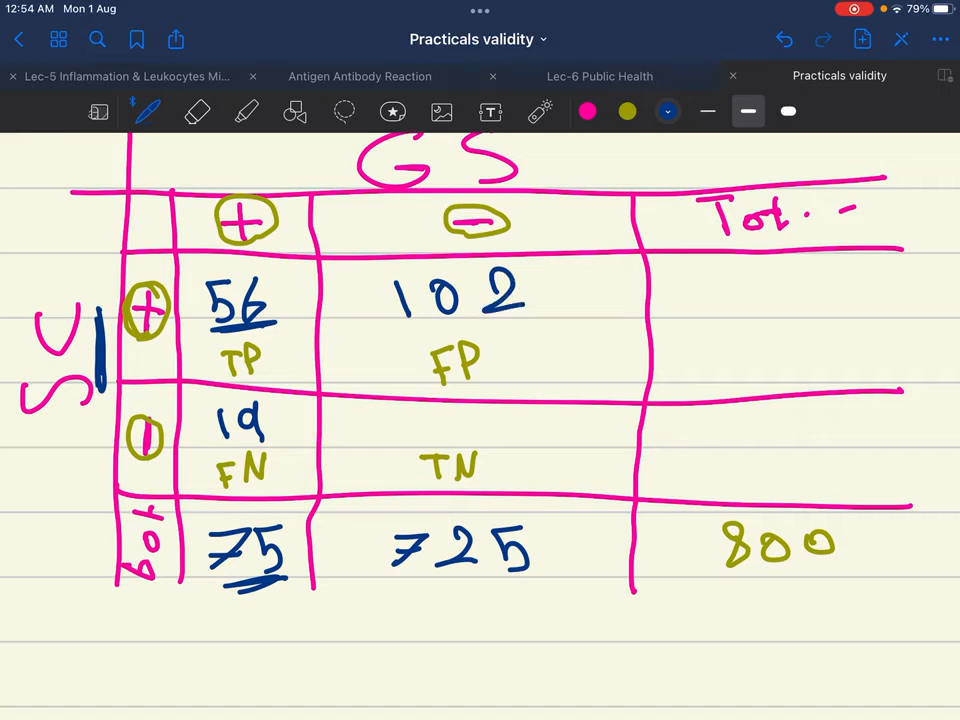 12:54 AM Mon 1 Aug
79%
Practicals validity
Lec-5 Inflammation & Leukocytes Mi...
Antigen Antibody Reaction
Lec-6 Public Health
Practicals validity
GS
+ − Tot.
SC
+ 56 102
TP FP
− 19
FN TN
Tot 75 725 800